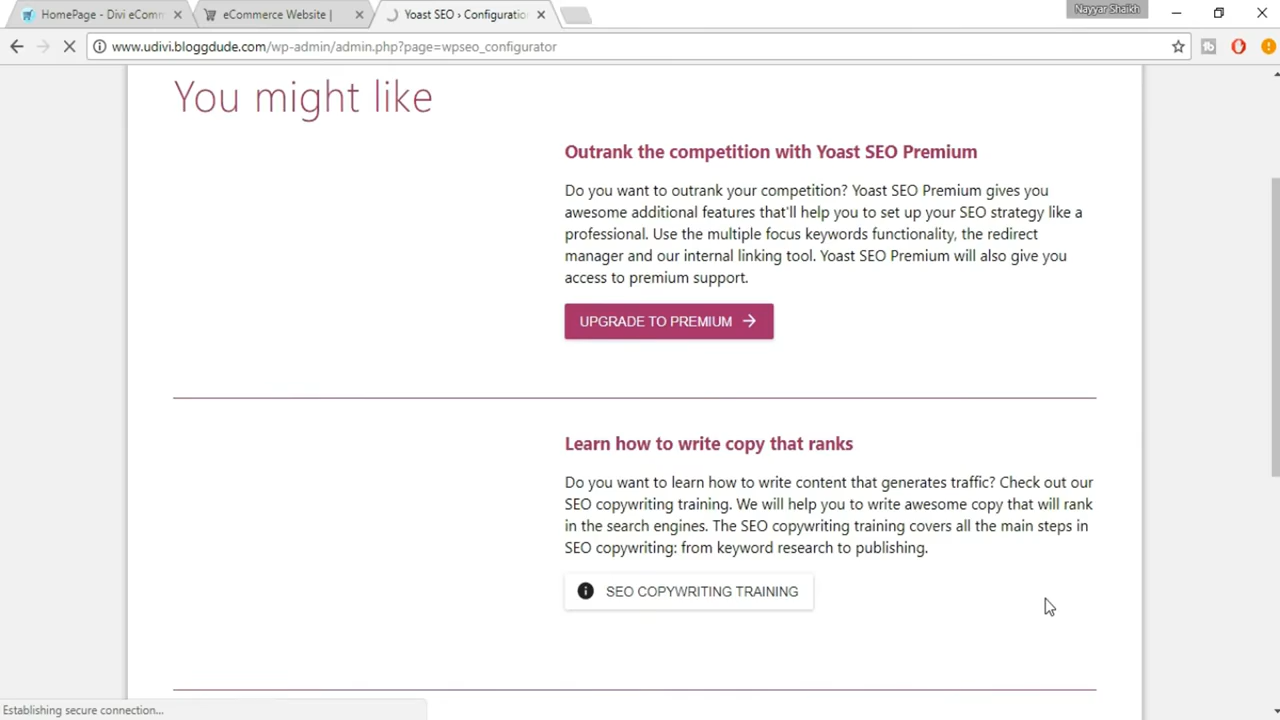 HomePage - Divi eComm
eCommerce Website |
Yoast SEO › Configuration
Nayyar Shaikh
www.udivi.bloggdude.com/wp-admin/admin.php?page=wpseo_configurator
You might like
Outrank the competition with Yoast SEO Premium
Do you want to outrank your competition? Yoast SEO Premium gives you
awesome additional features that'll help you to set up your SEO strategy like a
professional. Use the multiple focus keywords functionality, the redirect
manager and our internal linking tool. Yoast SEO Premium will also give you
access to premium support.
UPGRADE TO PREMIUM
Learn how to write copy that ranks
Do you want to learn how to write content that generates traffic? Check out our
SEO copywriting training. We will help you to write awesome copy that will rank
in the search engines. The SEO copywriting training covers all the main steps in
SEO copywriting: from keyword research to publishing.
SEO COPYWRITING TRAINING
Establishing secure connection...